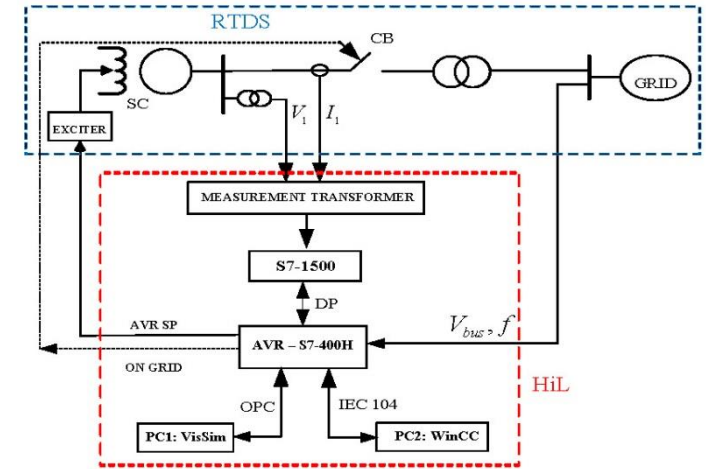 RTDS
CB
SC
GRID
EXCITER
V1
I1
MEASUREMENT TRANSFORMER
S7-1500
DP
Vbus, f
AVR SP
AVR – S7-400H
ON GRID
HiL
OPC
IEC 104
PC1: VisSim
PC2: WinCC